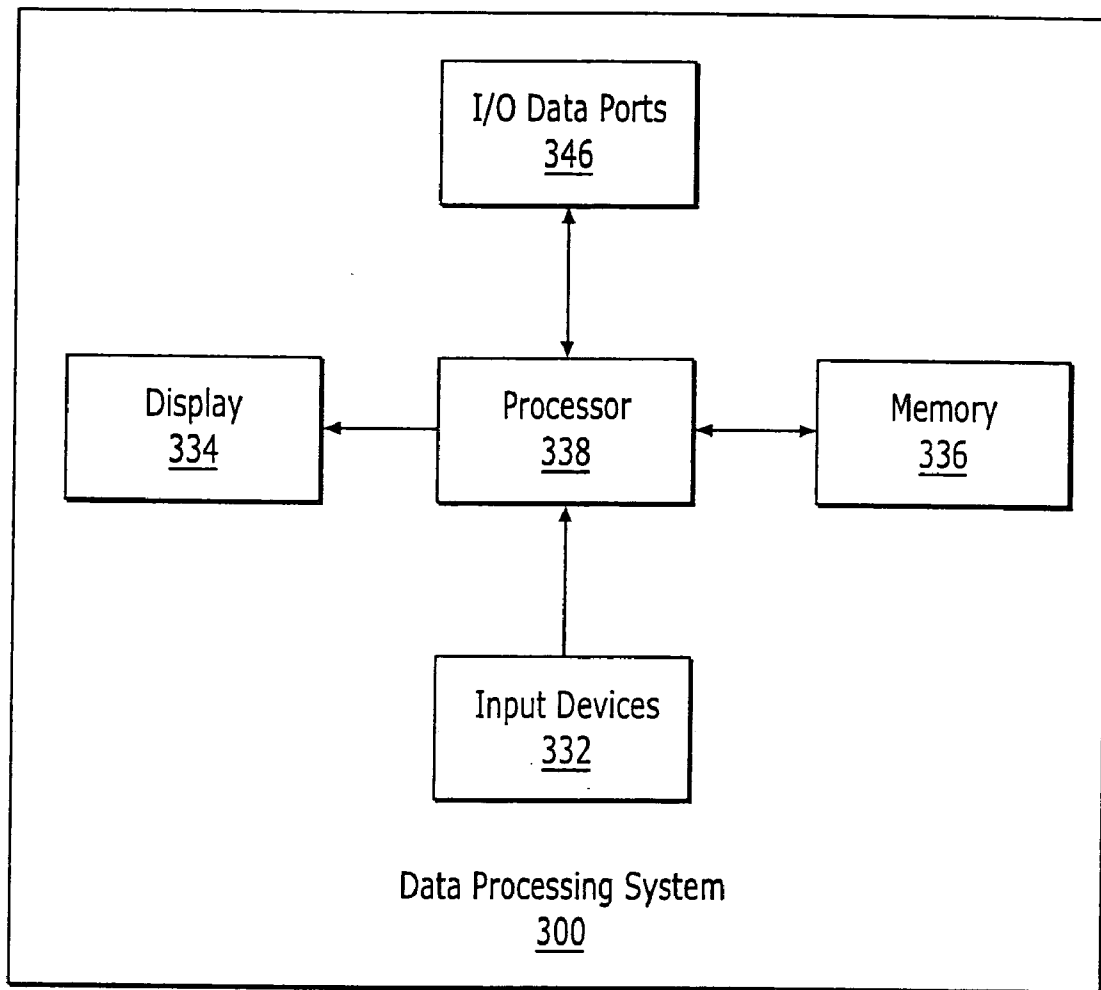 I/O Data Ports
346
Display
334
Processor
338
Memory
336
Input Devices
332
Data Processing System
300